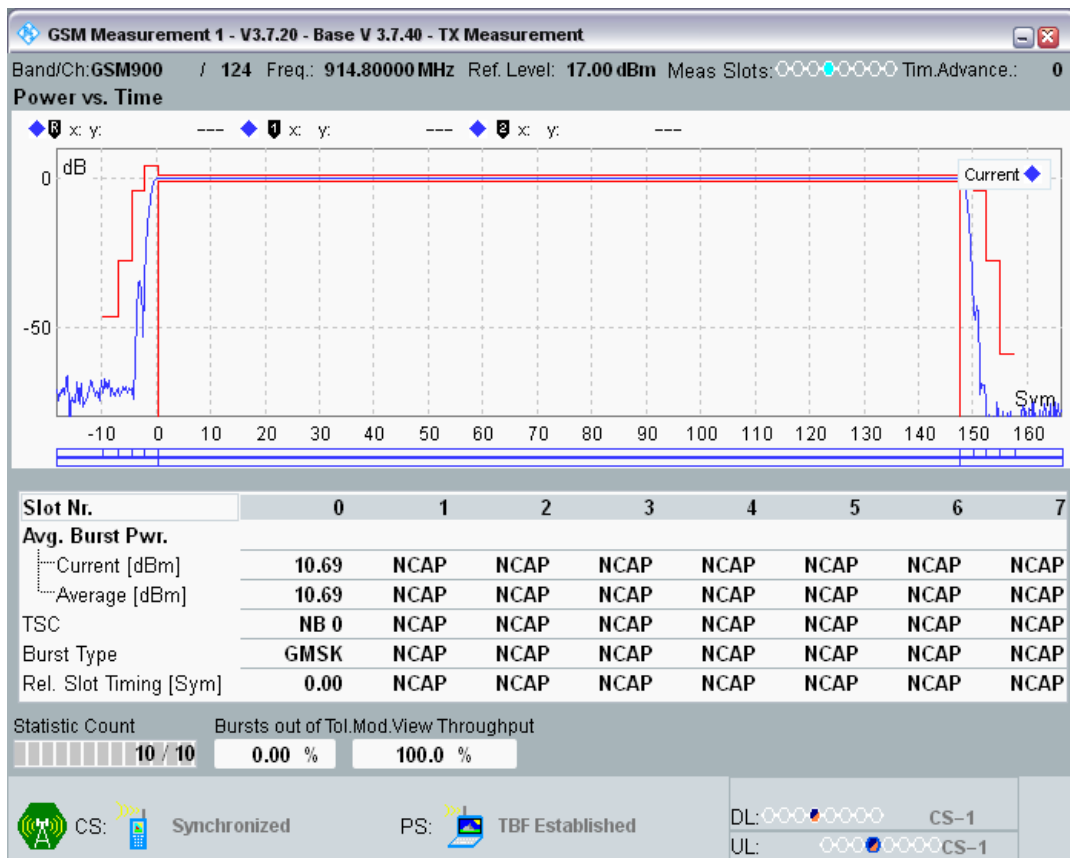 GSM Measurement 1 - V3.7.20 - Base V 3.7.40 - TX Measurement
Band/Ch:GSM900 / 124 Freq.: 914.80000 MHz Ref. Level: 17.00 dBm Meas Slots: Tim.Advance.: 0
Power vs. Time
R x: y: --- 1 x: y: --- 2 x: y: ---
dB
Current
0
-50
Sym
-10 0 10 20 30 40 50 60 70 80 90 100 110 120 130 140 150 160
Slot Nr. 0 1 2 3 4 5 6 7
Avg. Burst Pwr.
Current [dBm] 10.69 NCAP NCAP NCAP NCAP NCAP NCAP NCAP
Average [dBm] 10.69 NCAP NCAP NCAP NCAP NCAP NCAP NCAP
TSC NB 0 NCAP NCAP NCAP NCAP NCAP NCAP NCAP
Burst Type GMSK NCAP NCAP NCAP NCAP NCAP NCAP NCAP
Rel. Slot Timing [Sym] 0.00 NCAP NCAP NCAP NCAP NCAP NCAP NCAP
Statistic Count Bursts out of Tol. Mod.View Throughput
10 / 10 0.00 % 100.0 %
CS: Synchronized PS: TBF Established
DL: CS-1
UL: CS-1